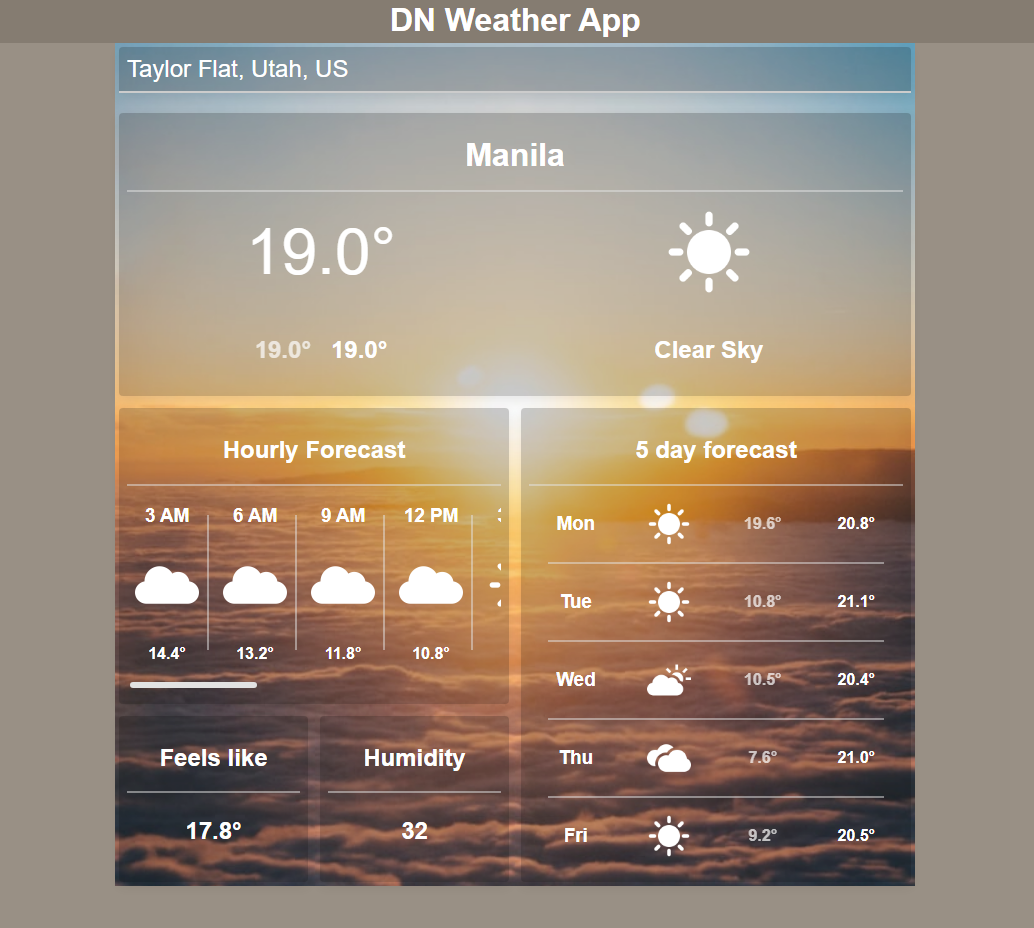 DN Weather App
Taylor Flat, Utah, US
Manila
19.0°
19.0° 19.0°
Clear Sky
Hourly Forecast
3 AM 6 AM 9 AM 12 PM
14.4° 13.2° 11.8° 10.8°
Feels like
17.8°
Humidity
32
5 day forecast
Mon 19.6° 20.8°
Tue 10.8° 21.1°
Wed 10.5° 20.4°
Thu 7.6° 21.0°
Fri 9.2° 20.5°